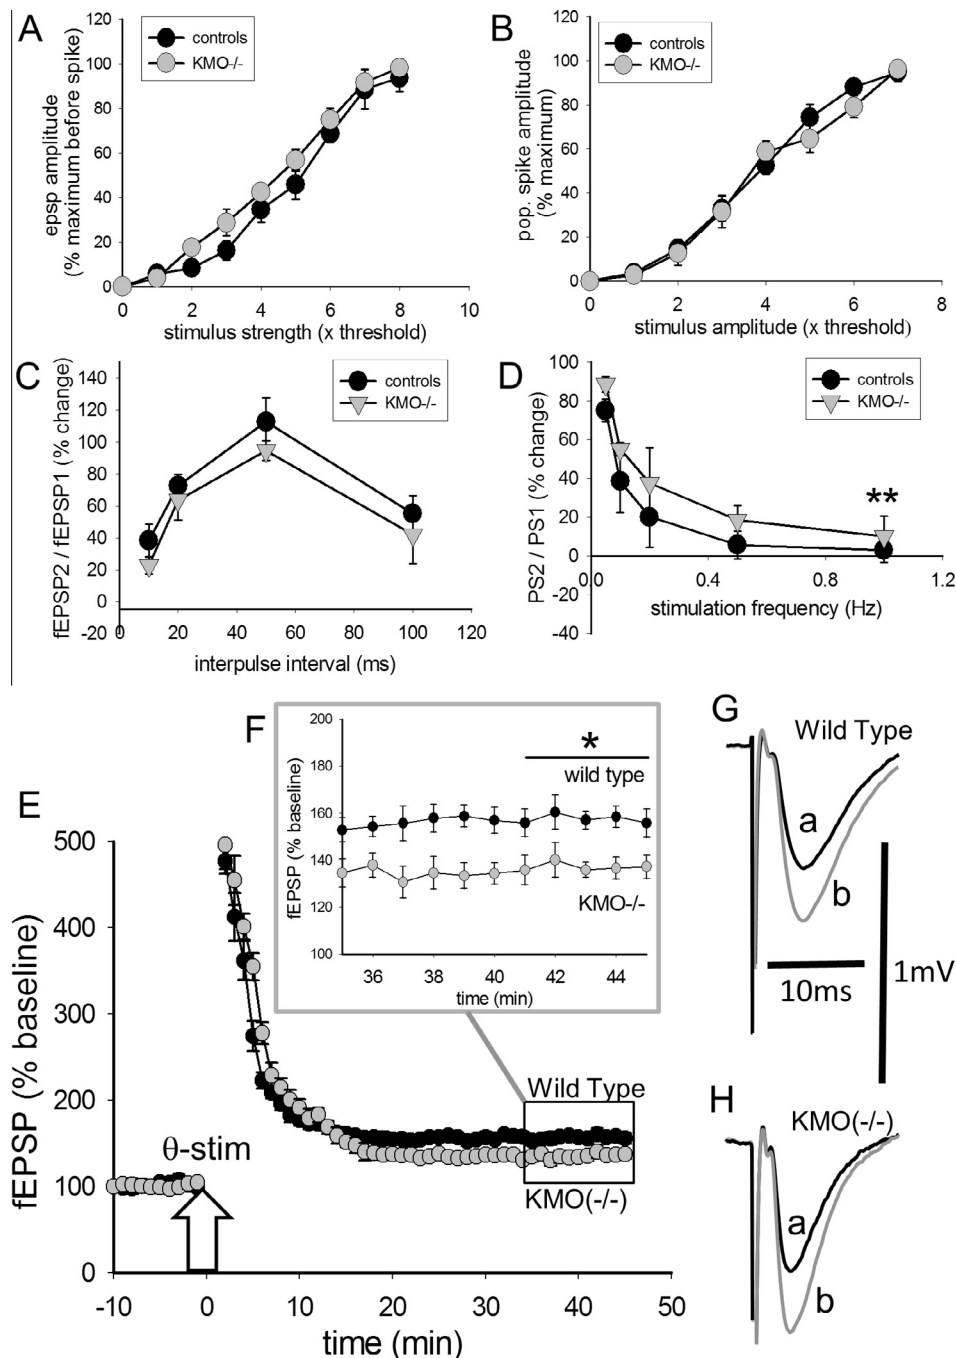 A
120
100
80
60
40
20
0
epsp amplitude
(% maximum before spike)
controls
KMO-/-
0 2 4 6 8 10
stimulus strength (x threshold)
B
120
100
80
60
40
20
0
pop. spike amplitude
(% maximum)
controls
KMO-/-
0 2 4 6 8
stimulus amplitude (x threshold)
C
140
120
100
80
60
40
20
0
-20
fEPSP2 / fEPSP1 (% change)
controls
KMO-/-
0 20 40 60 80 100 120
interpulse interval (ms)
D
100
80
60
40
20
0
-20
-40
PS2 / PS1 (% change)
controls
KMO-/-
**
0.0 0.4 0.8 1.2
stimulation frequency (Hz)
E
500
400
300
200
100
0
fEPSP (% baseline)
θ-stim
Wild Type
KMO(-/-)
-10 0 10 20 30 40 50
time (min)
F
200
180
160
140
120
100
fEPSP (% baseline)
*
wild type
KMO-/-
36 38 40 42 44
time (min)
G
Wild Type
a
b
10ms
1mV
H
KMO(-/-)
a
b